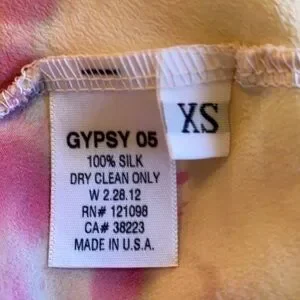 GYPSY 05
100% SILK
DRY CLEAN ONLY
W 2.28.12
RN# 121098
CA# 38223
MADE IN U.S.A.
XS